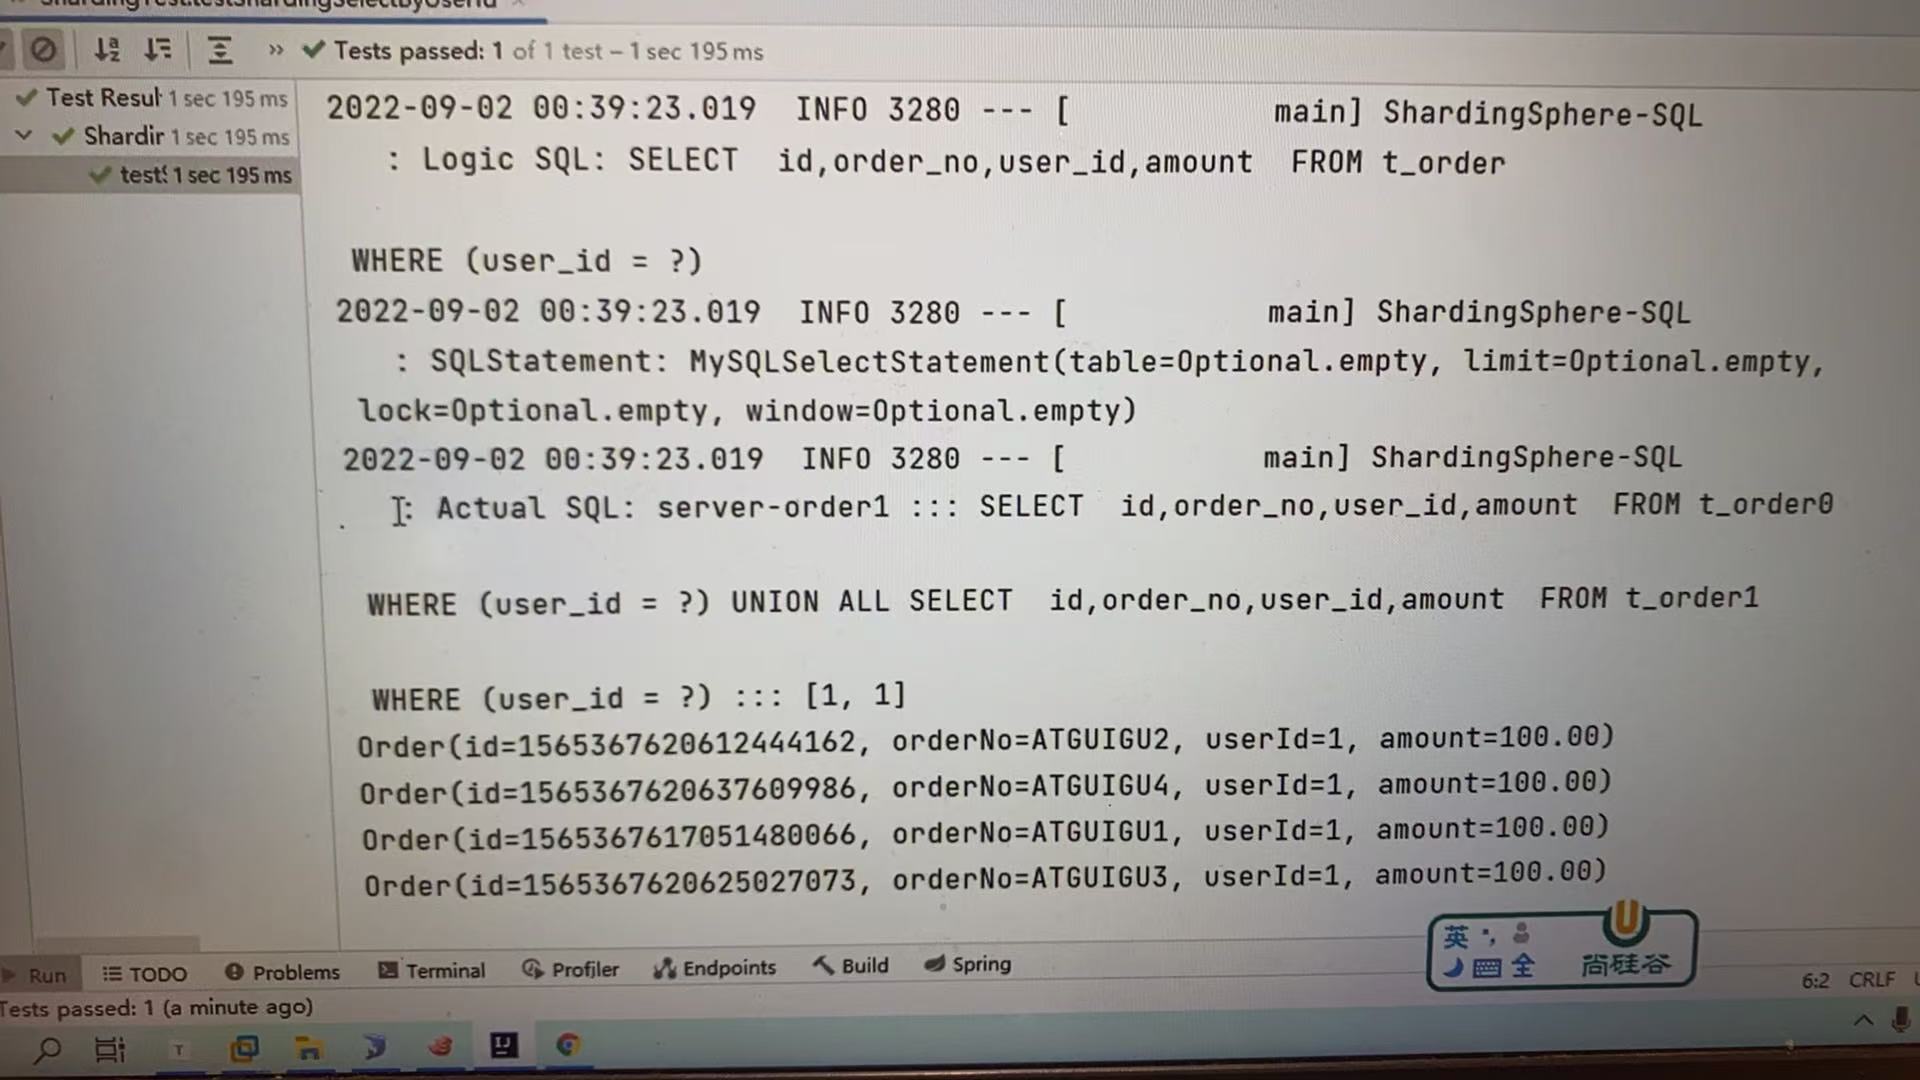 ShardingTest.testShardingSelectByUserId
Tests passed: 1 of 1 test – 1 sec 195 ms
Test Resul 1 sec 195 ms
Shardin 1 sec 195 ms
test 1 sec 195 ms
2022-09-02 00:39:23.019 INFO 3280 --- [ main] ShardingSphere-SQL
: Logic SQL: SELECT id,order_no,user_id,amount FROM t_order
WHERE (user_id = ?)
2022-09-02 00:39:23.019 INFO 3280 --- [ main] ShardingSphere-SQL
: SQLStatement: MySQLSelectStatement(table=Optional.empty, limit=Optional.empty,
lock=Optional.empty, window=Optional.empty)
2022-09-02 00:39:23.019 INFO 3280 --- [ main] ShardingSphere-SQL
: Actual SQL: server-order1 ::: SELECT id,order_no,user_id,amount FROM t_order0
WHERE (user_id = ?) UNION ALL SELECT id,order_no,user_id,amount FROM t_order1
WHERE (user_id = ?) ::: [1, 1]
Order(id=1565367620612444162, orderNo=ATGUIGU2, userId=1, amount=100.00)
Order(id=1565367620637609986, orderNo=ATGUIGU4, userId=1, amount=100.00)
Order(id=1565367617051480066, orderNo=ATGUIGU1, userId=1, amount=100.00)
Order(id=1565367620625027073, orderNo=ATGUIGU3, userId=1, amount=100.00)
英 全 尚硅谷
Run TODO Problems Terminal Profiler Endpoints Build Spring
6:2 CRLF
Tests passed: 1 (a minute ago)